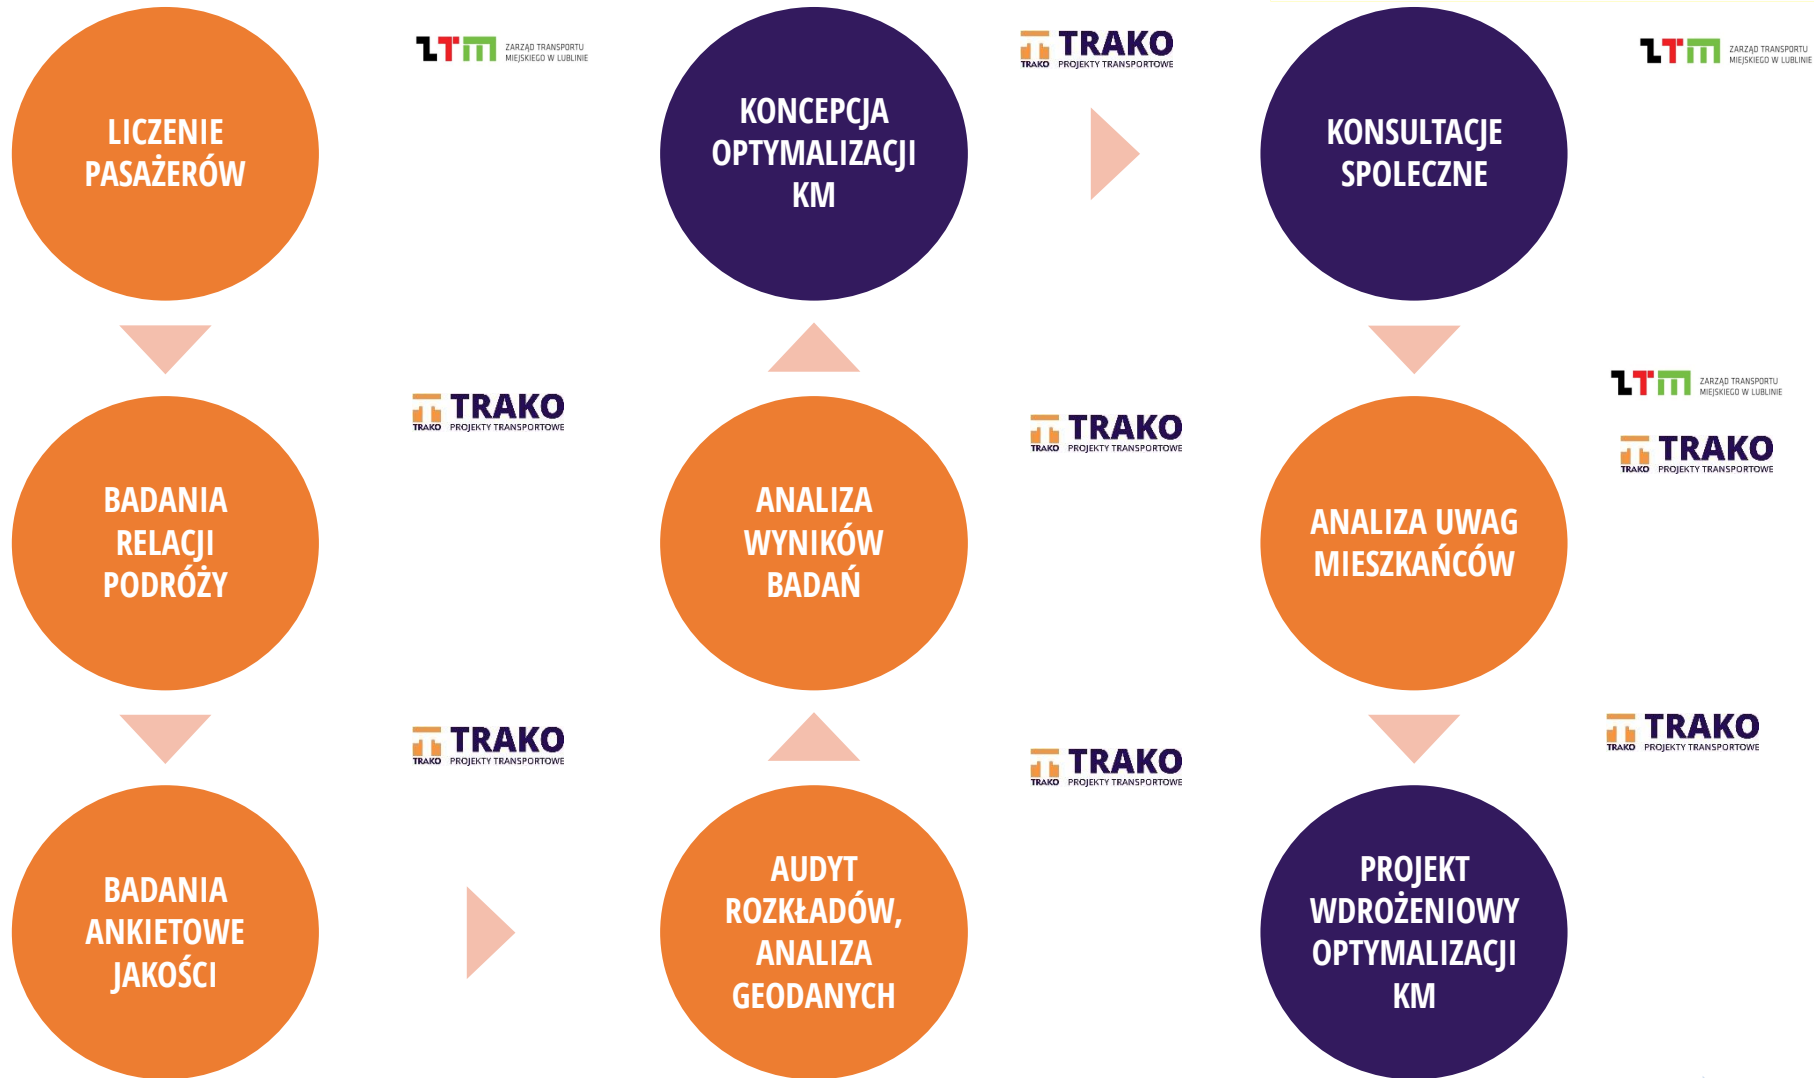 LICZENIE
PASAŻERÓW
ZARZĄD TRANSPORTU
MIEJSKIEGO W LUBLINIE
BADANIA
RELACJI
PODRÓŻY
TRAKO
TRAKO
PROJEKTY TRANSPORTOWE
BADANIA
ANKIETOWE
JAKOŚCI
TRAKO
TRAKO
PROJEKTY TRANSPORTOWE
AUDYT
ROZKŁADÓW,
ANALIZA
GEODANYCH
TRAKO
TRAKO
PROJEKTY TRANSPORTOWE
ANALIZA
WYNIKÓW
BADAŃ
TRAKO
TRAKO
PROJEKTY TRANSPORTOWE
KONCEPCJA
OPTYMALIZACJI
KM
TRAKO
TRAKO
PROJEKTY TRANSPORTOWE
KONSULTACJE
SPOLECZNE
ZTM
ZARZĄD TRANSPORTU
MIEJSKIEGO W LUBLINIE
ANALIZA UWAG
MIESZKAŃCÓW
ZTM
ZARZĄD TRANSPORTU
MIEJSKIEGO W LUBLINIE
TRAKO
TRAKO
PROJEKTY TRANSPORTOWE
PROJEKT
WDROŻENIOWY
OPTYMALIZACJI
KM
TRAKO
TRAKO
PROJEKTY TRANSPORTOWE